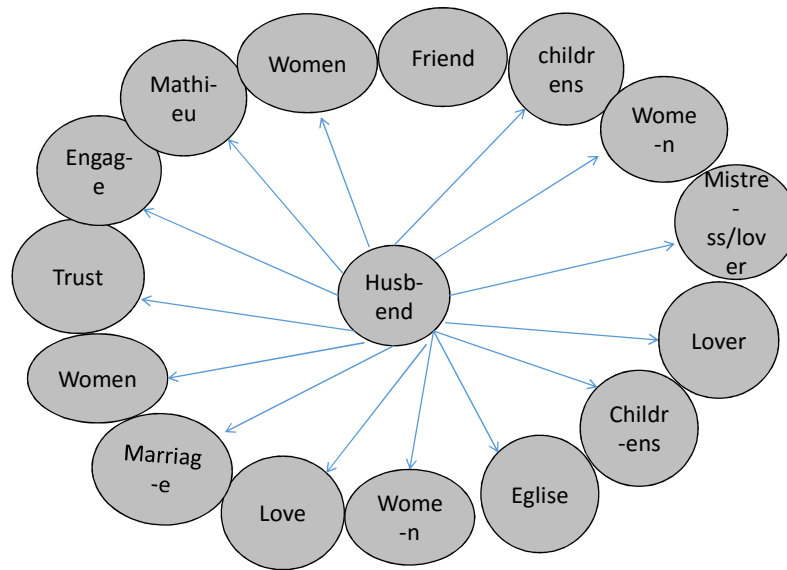 Women
Friend
childr
ens
Mathi-
eu
Wome
-n
Engag-
e
Mistre
-
ss/lov
er
Trust
Husb-
end
Lover
Women
Childr
-ens
Marriag
-e
Love
Wome
-n
Eglise